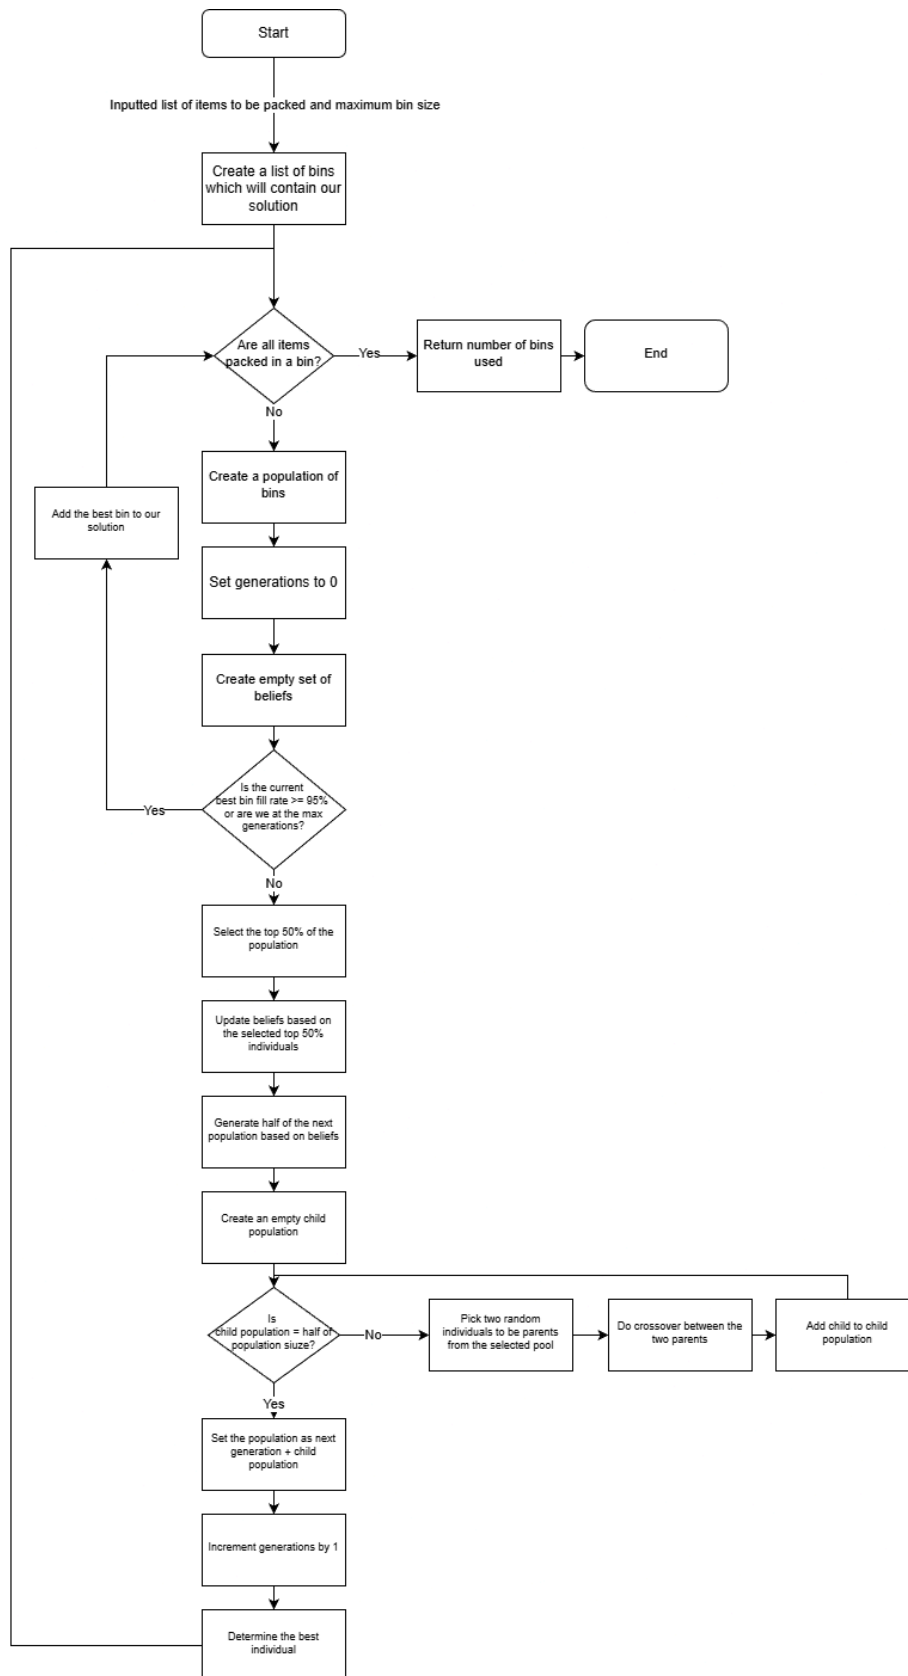 Start
Inputted list of items to be packed and maximum bin size
Create a list of bins
which will contain our
solution
Are all items
packed in a bin?
Yes
Return number of bins
used
End
No
Create a population of
bins
Add the best bin to our
solution
Set generations to 0
Create empty set of
beliefs
Is the current
best bin fill rate >= 95%
or are we at the max
generations?
Yes
No
Select the top 50% of the
population
Update beliefs based on
the selected top 50%
individuals
Generate half of the next
population based on beliefs
Create an empty child
population
Is
child population = half of
population siuze?
No
Pick two random
individuals to be parents
from the selected pool
Do crossover between the
two parents
Add child to child
population
Yes
Set the population as next
generation + child
population
Increment generations by 1
Determine the best
individual